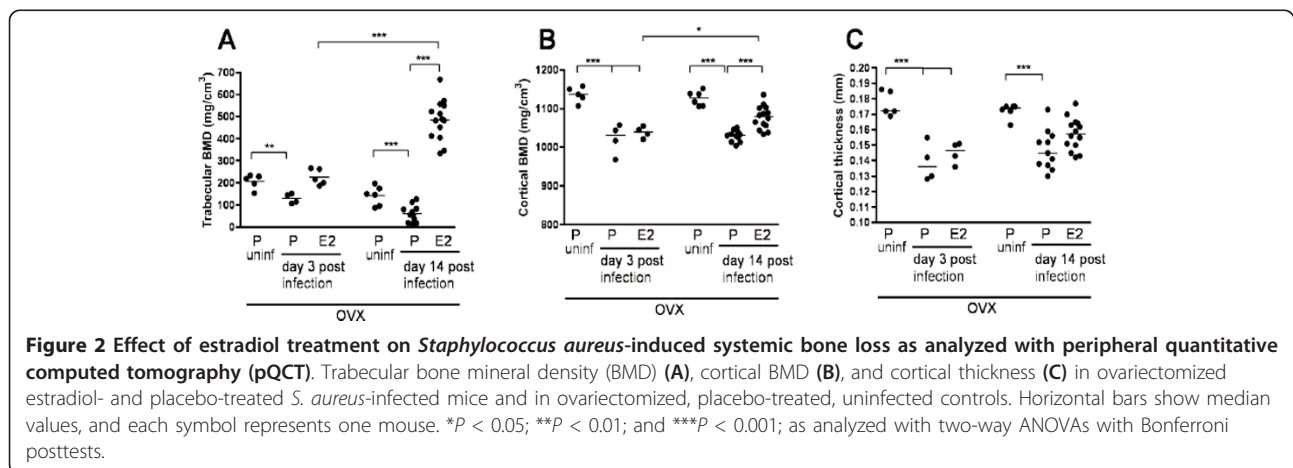 A
B
C
***
***
**
***
Trabecular BMD (mg/cm³)
700
600
500
400
300
200
100
0
P
uninf
P
E2
day 3 post
infection
P
uninf
P
E2
day 14 post
infection
OVX
*
***
***
***
Cortical BMD (mg/cm³)
1200
1100
1000
900
800
P
uninf
P
E2
day 3 post
infection
P
uninf
P
E2
day 14 post
infection
OVX
***
***
Cortical thickness (mm)
0.20
0.19
0.18
0.17
0.16
0.15
0.14
0.13
0.12
0.11
0.10
P
uninf
P
E2
day 3 post
infection
P
uninf
P
E2
day 14 post
infection
OVX
Figure 2 Effect of estradiol treatment on Staphylococcus aureus-induced systemic bone loss as analyzed with peripheral quantitative
computed tomography (pQCT). Trabecular bone mineral density (BMD) (A), cortical BMD (B), and cortical thickness (C) in ovariectomized
estradiol- and placebo-treated S. aureus-infected mice and in ovariectomized, placebo-treated, uninfected controls. Horizontal bars show median
values, and each symbol represents one mouse. *P < 0.05; **P < 0.01; and ***P < 0.001; as analyzed with two-way ANOVAs with Bonferroni
posttests.